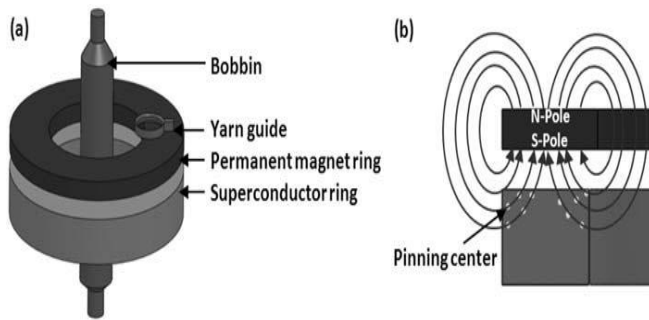 (a)
Bobbin
Yarn guide
Permanent magnet ring
Superconductor ring
(b)
N-Pole
S-Pole
Pinning center